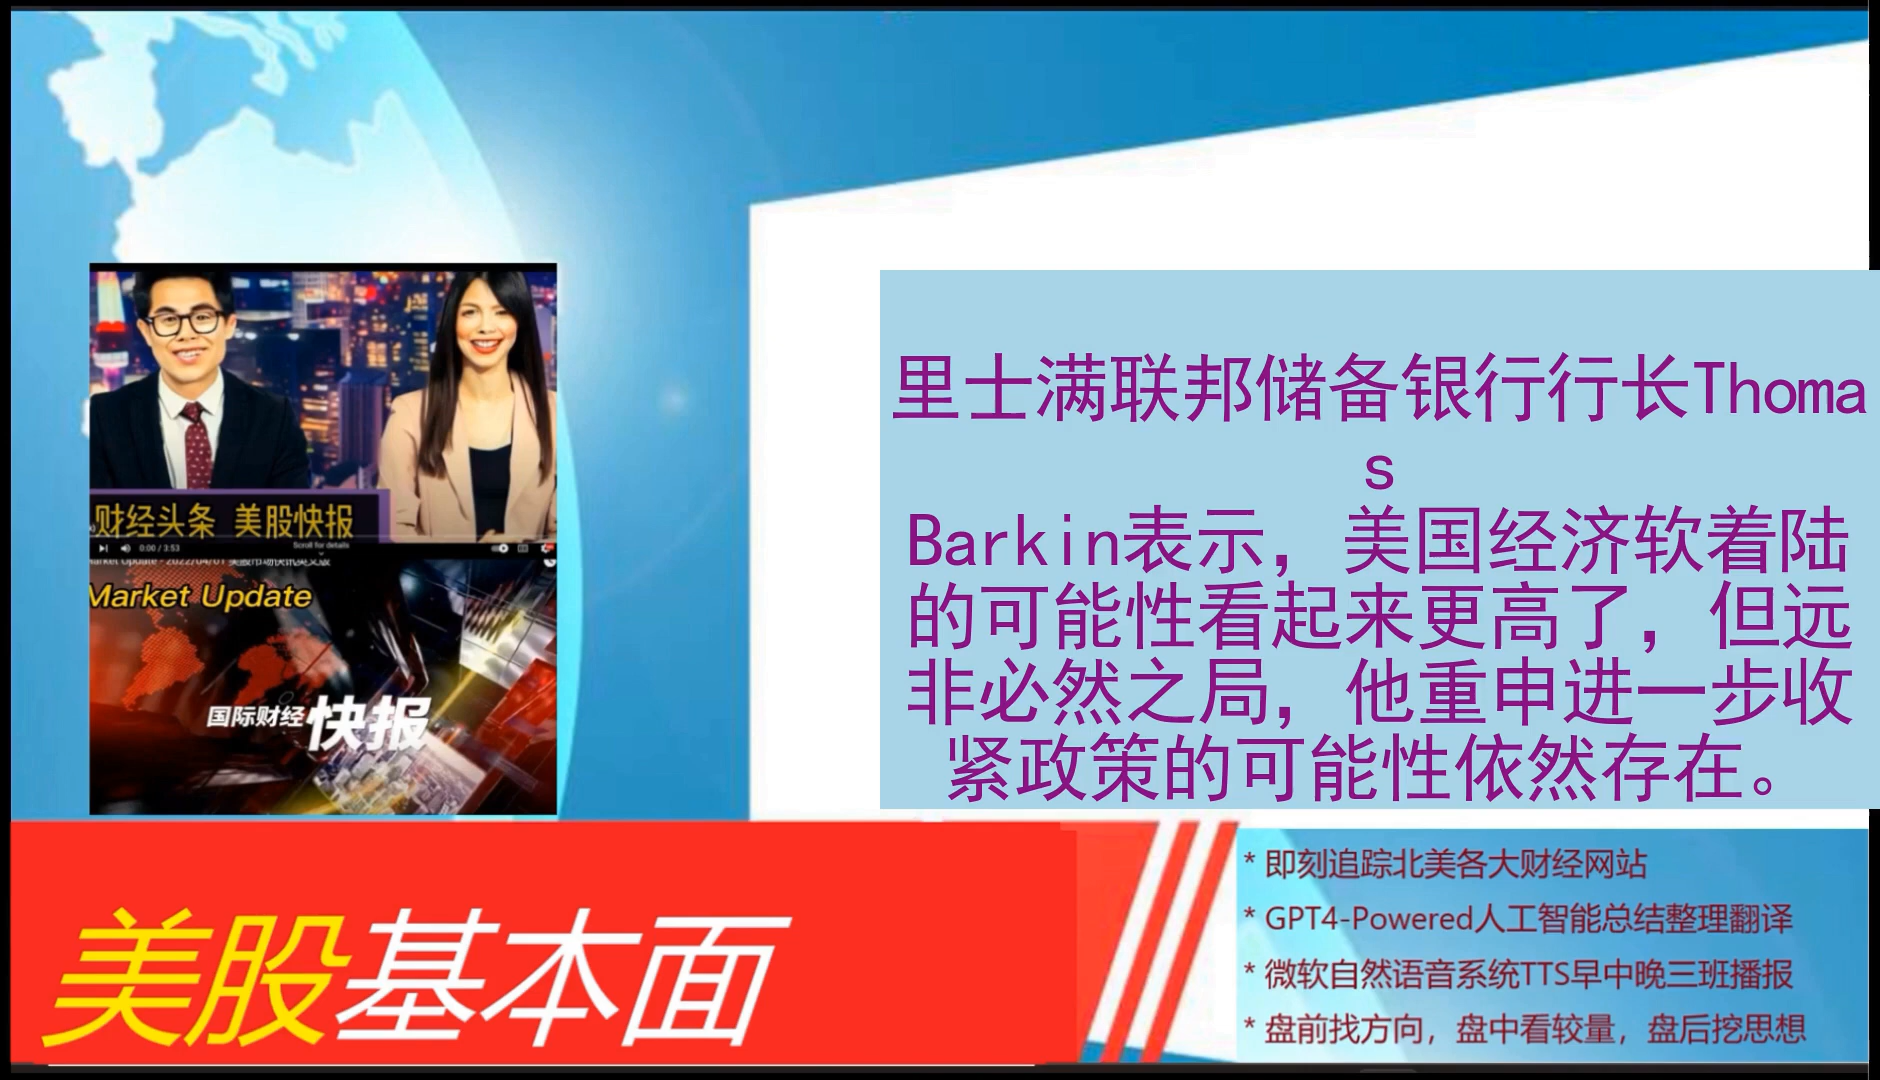 里士满联邦储备银行行长Thoma
s
Barkin表示，美国经济软着陆
的可能性看起来更高了，但远
非必然之局，他重申进一步收
紧政策的可能性依然存在。
财经头条 美股快报
0:00 / 3:53
Scroll for details
Market Update
国际财经快报
美股基本面
* 即刻追踪北美各大财经网站
* GPT4-Powered人工智能总结整理翻译
* 微软自然语音系统TTS早中晚三班播报
* 盘前找方向，盘中看较量，盘后挖思想